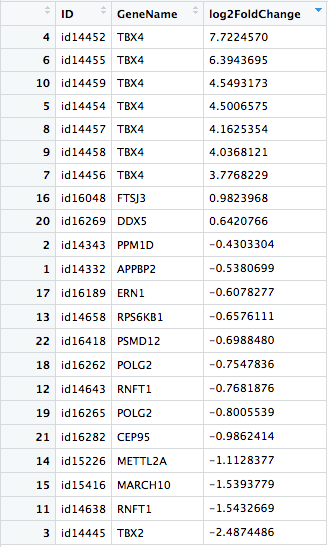 ID GeneName log2FoldChange
4 id14452 TBX4 7.7224570
6 id14455 TBX4 6.3943695
10 id14459 TBX4 4.5493173
5 id14454 TBX4 4.5006575
8 id14457 TBX4 4.1625354
9 id14458 TBX4 4.0368121
7 id14456 TBX4 3.7768229
16 id16048 FTSJ3 0.9823968
20 id16269 DDX5 0.6420766
2 id14343 PPM1D -0.4303304
1 id14332 APPBP2 -0.5380699
17 id16189 ERN1 -0.6078277
13 id14658 RPS6KB1 -0.6576111
22 id16418 PSMD12 -0.6988480
18 id16262 POLG2 -0.7547836
12 id14643 RNFT1 -0.7681876
19 id16265 POLG2 -0.8005539
21 id16282 CEP95 -0.9862414
14 id15226 METTL2A -1.1128377
15 id15416 MARCH10 -1.5393779
11 id14638 RNFT1 -1.5432669
3 id14445 TBX2 -2.4874486